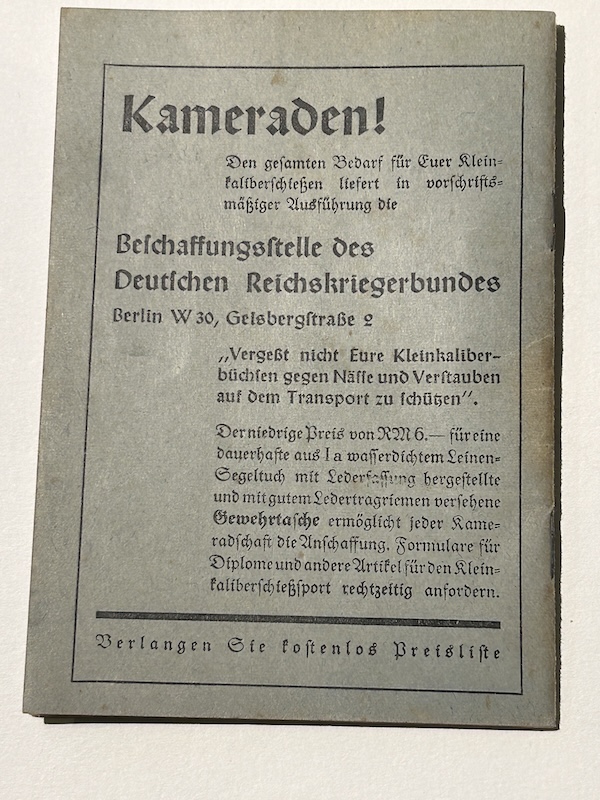 Kameraden!
Den gesamten Bedarf für Euer Klein-
kaliberschießen liefert in vorschrifts-
mäßiger Ausführung die
Beschaffungsstelle des
Deutschen Reichskriegerbundes
Berlin W 30, Geisbergstraße 2
„Vergeßt nicht Eure Kleinkaliber-
büchsen gegen Nässe und Verstauben
auf dem Transport zu schützen”.
Der niedrige Preis von RM 6.— für eine
dauerhafte aus I a wasserdichtem Leinen-
Segeltuch mit Lederfassung hergestellte
und mit gutem Ledertragriemen versehene
Gewehrtasche ermöglicht jeder Kame-
radschaft die Anschaffung. Formulare für
Diplome und andere Artikel für den Klein-
kaliberschießsport rechtzeitig anfordern.
Verlangen Sie kostenlos Preisliste